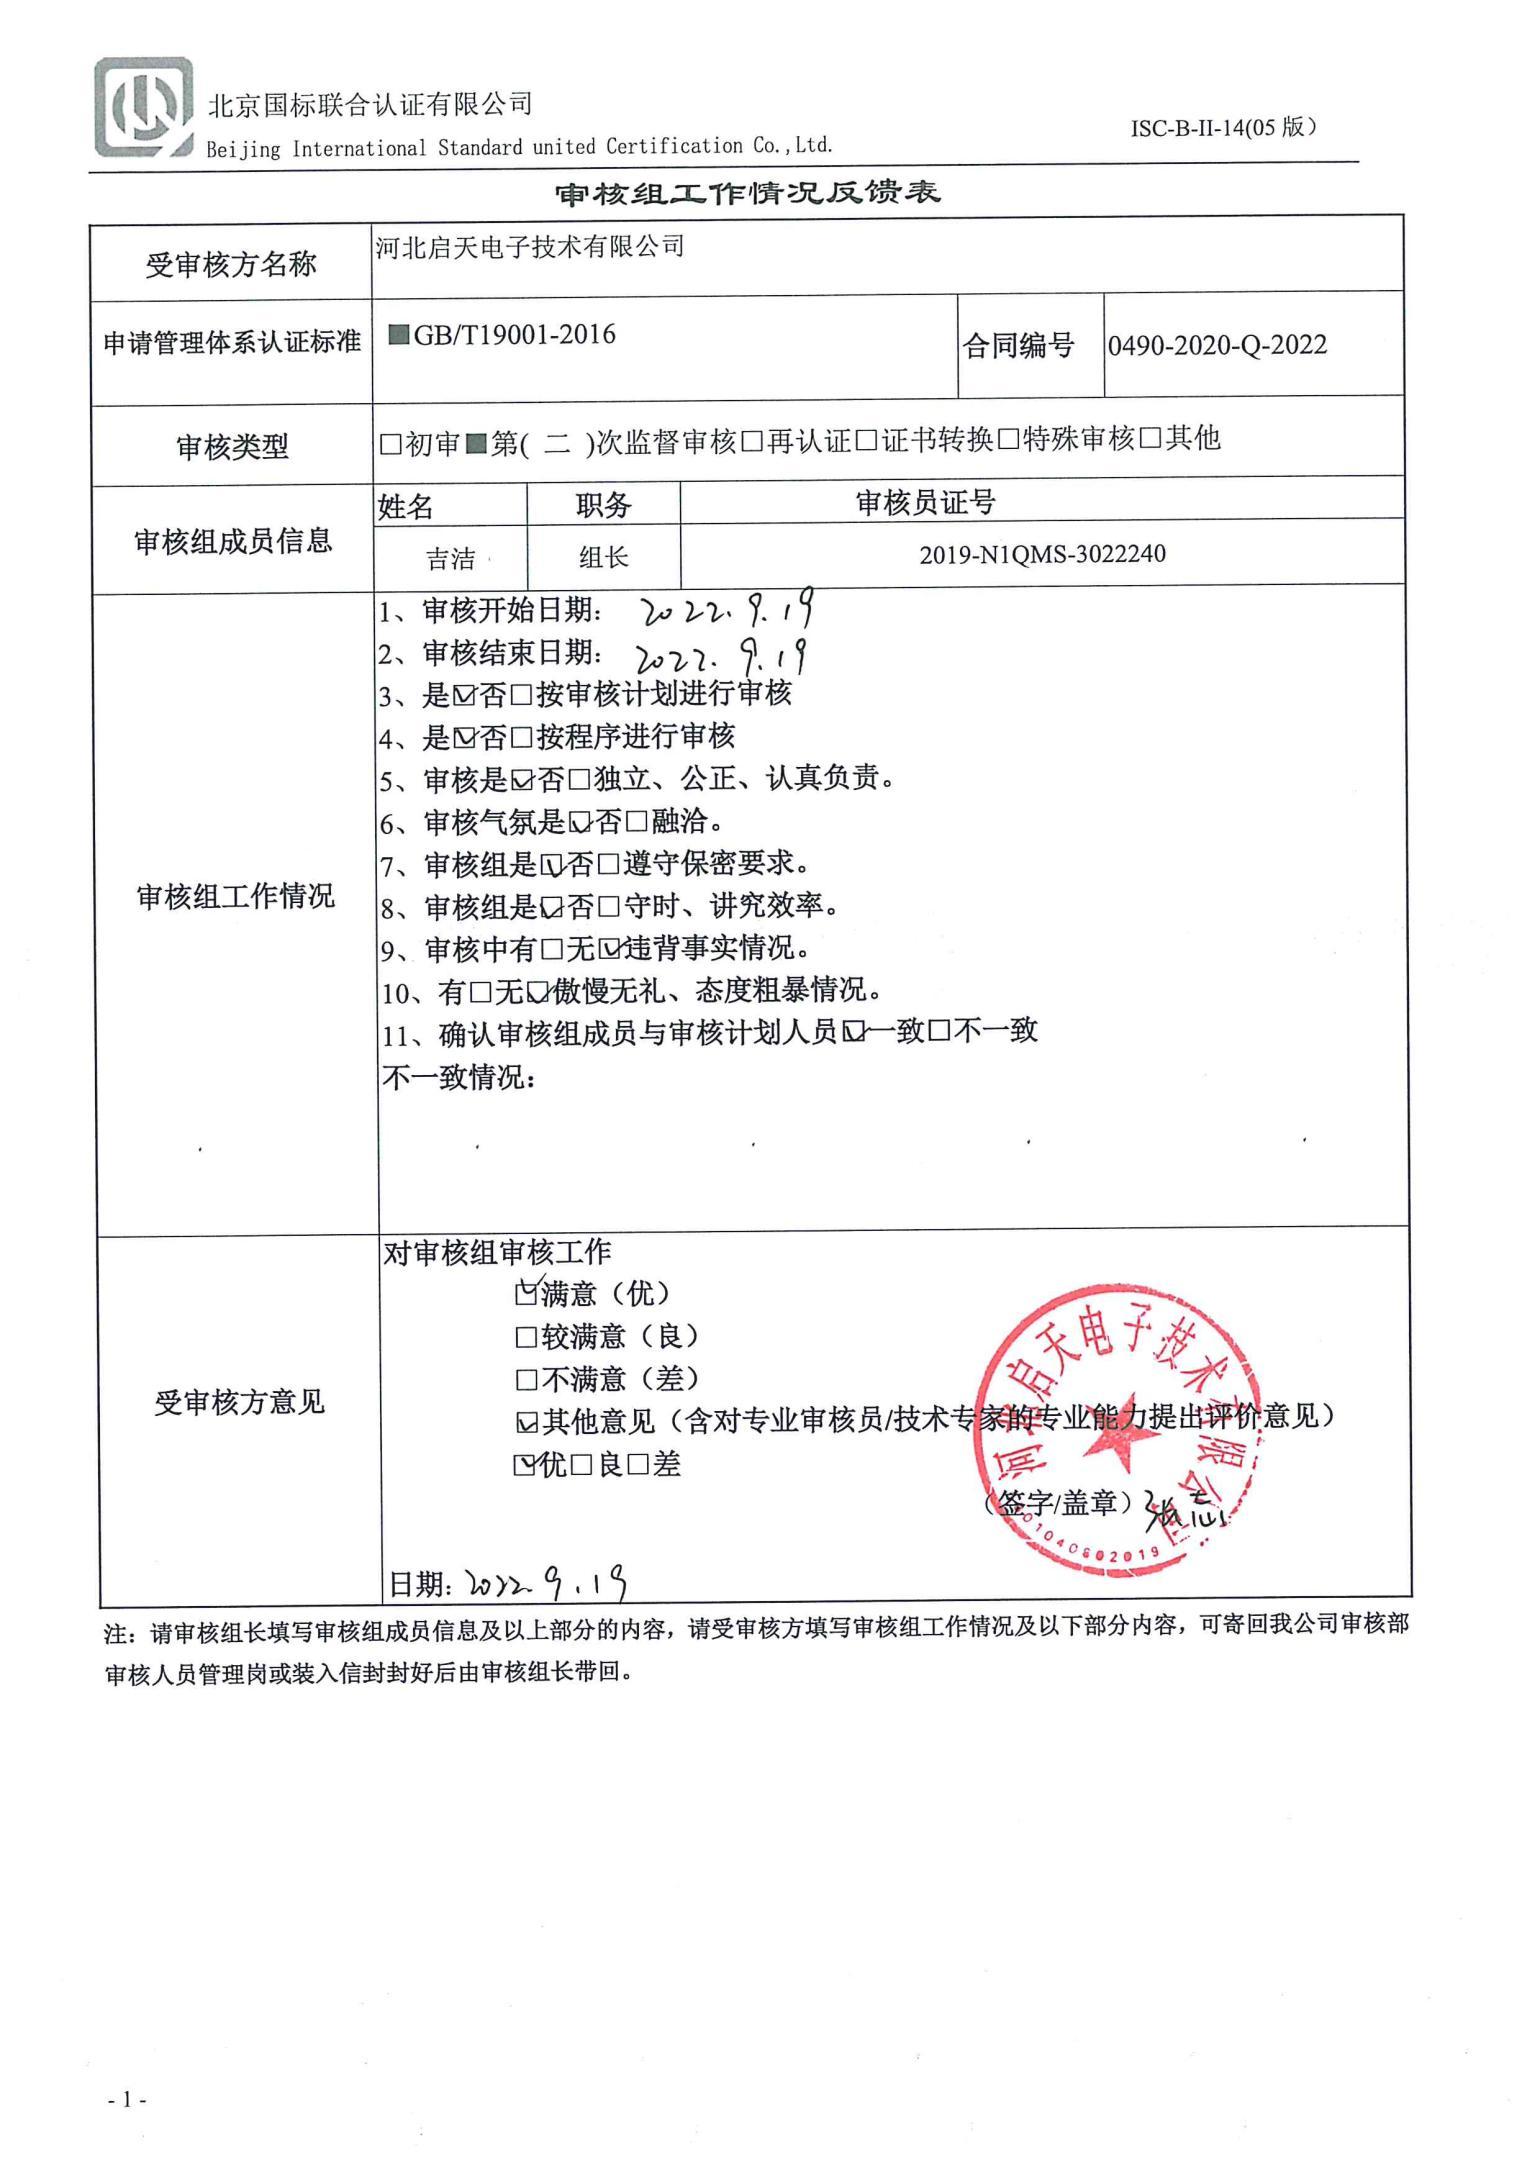 北京国标联合认证有限公司
Beijing International Standard united Certification Co.,Ltd.
ISC-B-II-14(05 版)
审核组工作情况反馈表
受审核方名称 河北启天电子技术有限公司
申请管理体系认证标准 ■GB/T19001-2016 合同编号 0490-2020-Q-2022
审核类型 □初审■第( 二 )次监督审核□再认证□证书转换□特殊审核□其他
审核组成员信息
姓名 职务 审核员证号
吉洁 组长 2019-N1QMS-3022240
审核组工作情况
1、审核开始日期： 2022.9.19
2、审核结束日期： 2022.9.19
3、是☑否□按审核计划进行审核
4、是☑否□按程序进行审核
5、审核是☑否□独立、公正、认真负责。
6、审核气氛是☑否□融洽。
7、审核组是☑否□遵守保密要求。
8、审核组是☑否□守时、讲究效率。
9、审核中有□无☑违背事实情况。
10、有□无☑傲慢无礼、态度粗暴情况。
11、确认审核组成员与审核计划人员☑一致□不一致
不一致情况：
受审核方意见
对审核组审核工作
☑满意（优）
□较满意（良）
□不满意（差）
☑其他意见（含对专业审核员/技术专家的专业能力提出评价意见）
☑优□良□差
（签字/盖章）
河北启天电子技术有限公司
日期: 2022.9.19
注：请审核组长填写审核组成员信息及以上部分的内容，请受审核方填写审核组工作情况及以下部分内容，可寄回我公司审核部
审核人员管理岗或装入信封封好后由审核组长带回。
- 1 -